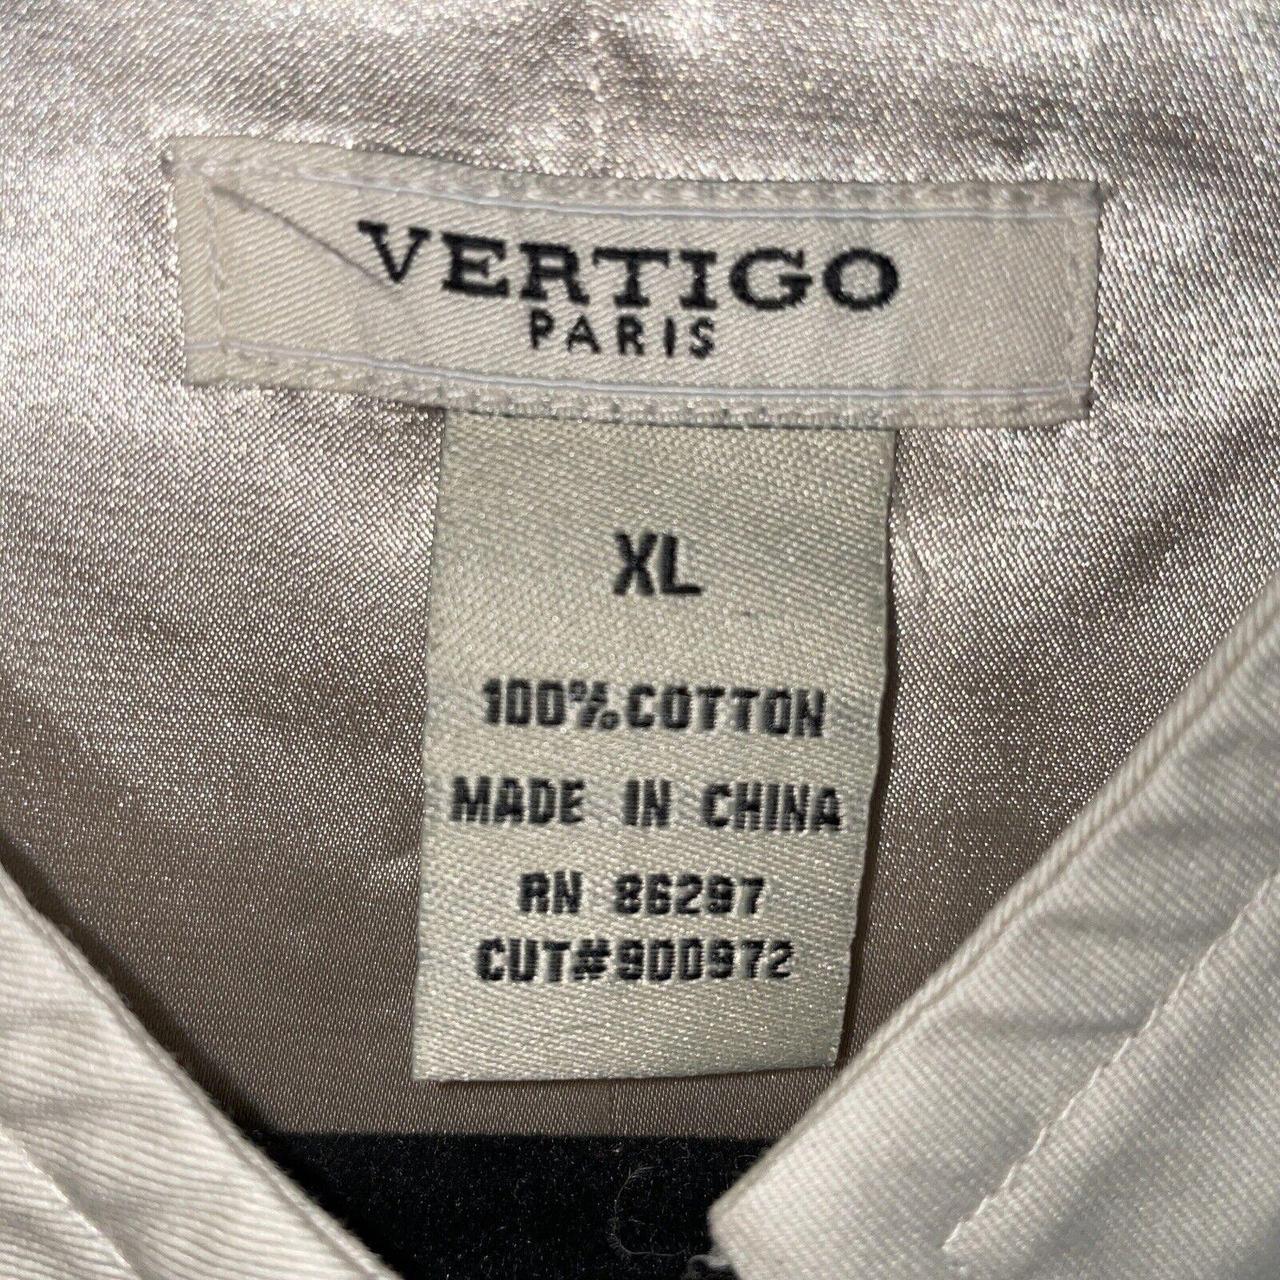 VERTIGO
PARIS
XL
100% COTTON
MADE IN CHINA
RN 86297
CUT#900972